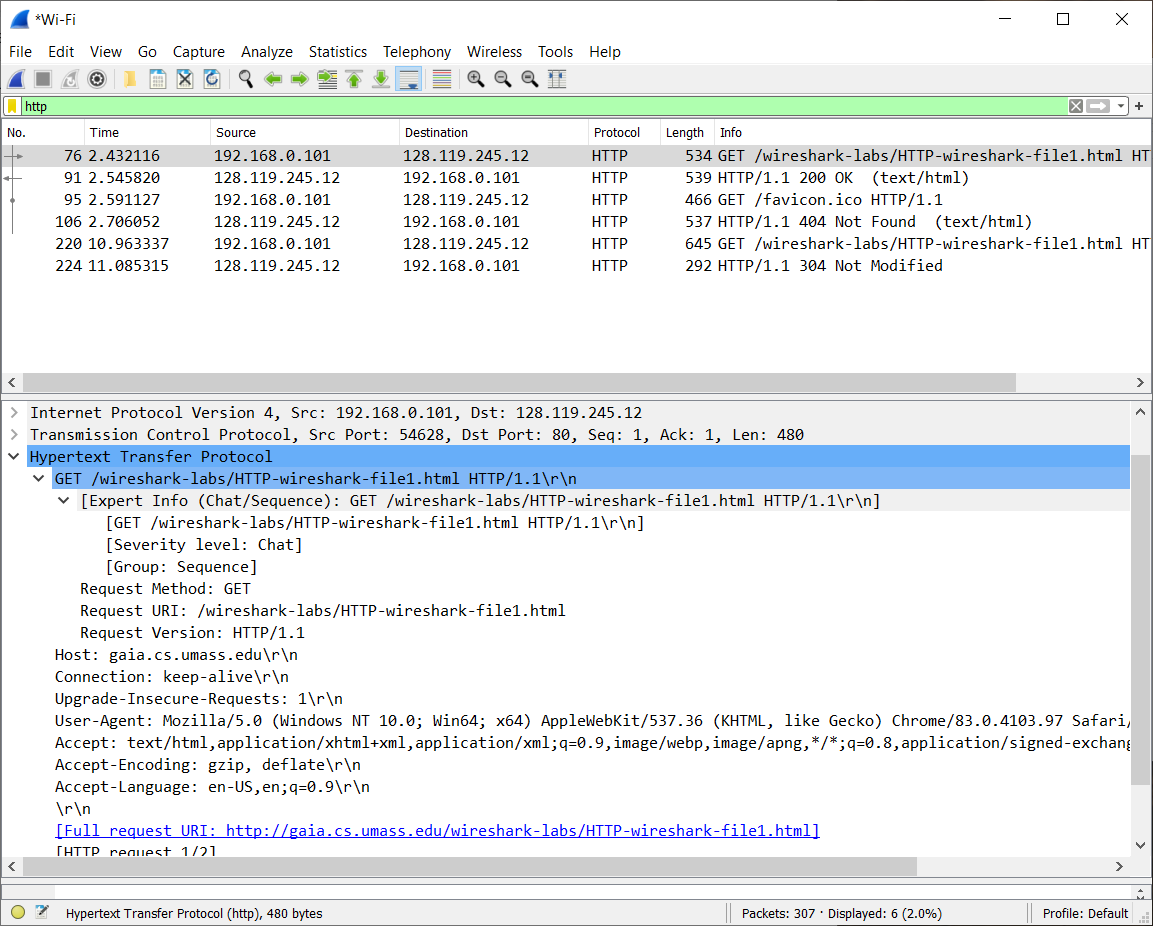 *Wi-Fi
File Edit View Go Capture Analyze Statistics Telephony Wireless Tools Help
http
No. Time Source Destination Protocol Length Info
76 2.432116 192.168.0.101 128.119.245.12 HTTP 534 GET /wireshark-labs/HTTP-wireshark-file1.html HT
91 2.545820 128.119.245.12 192.168.0.101 HTTP 539 HTTP/1.1 200 OK (text/html)
95 2.591127 192.168.0.101 128.119.245.12 HTTP 466 GET /favicon.ico HTTP/1.1
106 2.706052 128.119.245.12 192.168.0.101 HTTP 537 HTTP/1.1 404 Not Found (text/html)
220 10.963337 192.168.0.101 128.119.245.12 HTTP 645 GET /wireshark-labs/HTTP-wireshark-file1.html HT
224 11.085315 128.119.245.12 192.168.0.101 HTTP 292 HTTP/1.1 304 Not Modified
Internet Protocol Version 4, Src: 192.168.0.101, Dst: 128.119.245.12
Transmission Control Protocol, Src Port: 54628, Dst Port: 80, Seq: 1, Ack: 1, Len: 480
Hypertext Transfer Protocol
GET /wireshark-labs/HTTP-wireshark-file1.html HTTP/1.1\r\n
[Expert Info (Chat/Sequence): GET /wireshark-labs/HTTP-wireshark-file1.html HTTP/1.1\r\n]
[GET /wireshark-labs/HTTP-wireshark-file1.html HTTP/1.1\r\n]
[Severity level: Chat]
[Group: Sequence]
Request Method: GET
Request URI: /wireshark-labs/HTTP-wireshark-file1.html
Request Version: HTTP/1.1
Host: gaia.cs.umass.edu\r\n
Connection: keep-alive\r\n
Upgrade-Insecure-Requests: 1\r\n
User-Agent: Mozilla/5.0 (Windows NT 10.0; Win64; x64) AppleWebKit/537.36 (KHTML, like Gecko) Chrome/83.0.4103.97 Safari/
Accept: text/html,application/xhtml+xml,application/xml;q=0.9,image/webp,image/apng,*/*;q=0.8,application/signed-exchang
Accept-Encoding: gzip, deflate\r\n
Accept-Language: en-US,en;q=0.9\r\n
\r\n
[Full request URI: http://gaia.cs.umass.edu/wireshark-labs/HTTP-wireshark-file1.html]
[HTTP request 1/2]
Hypertext Transfer Protocol (http), 480 bytes Packets: 307 · Displayed: 6 (2.0%) Profile: Default